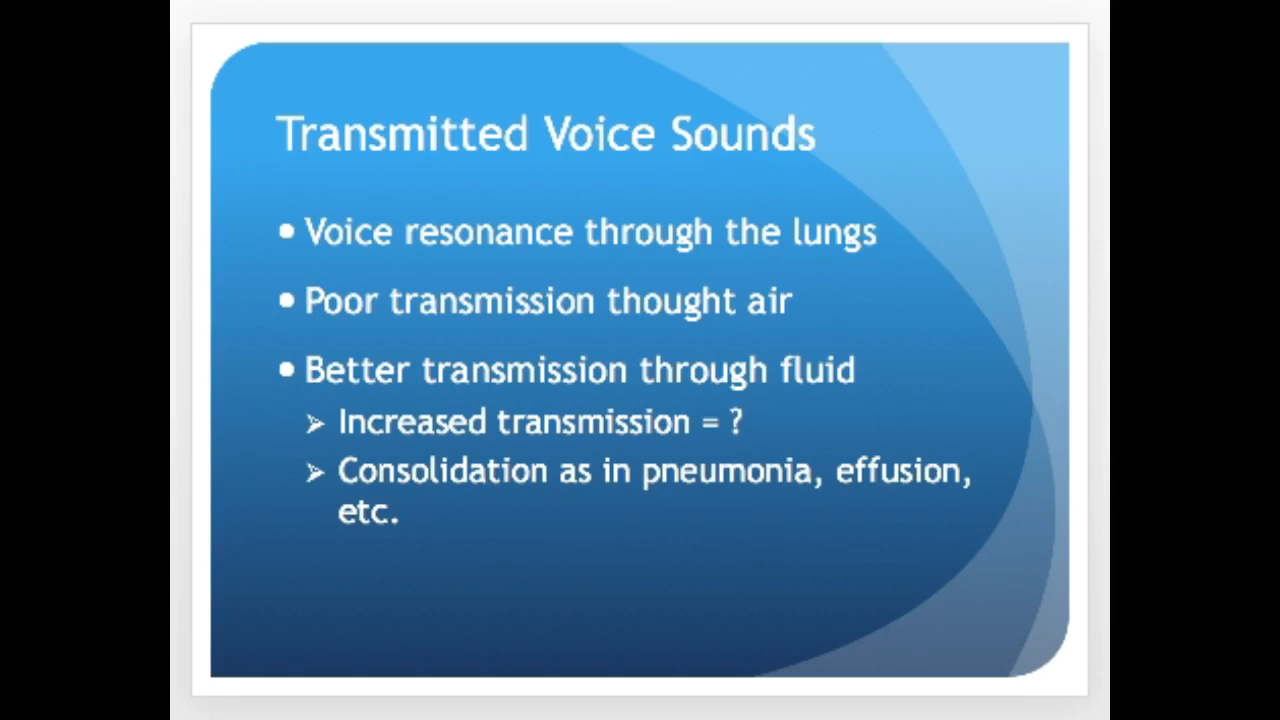 Transmitted Voice Sounds
• Voice resonance through the lungs
• Poor transmission thought air
• Better transmission through fluid
➢ Increased transmission = ?
➢ Consolidation as in pneumonia, effusion,
etc.